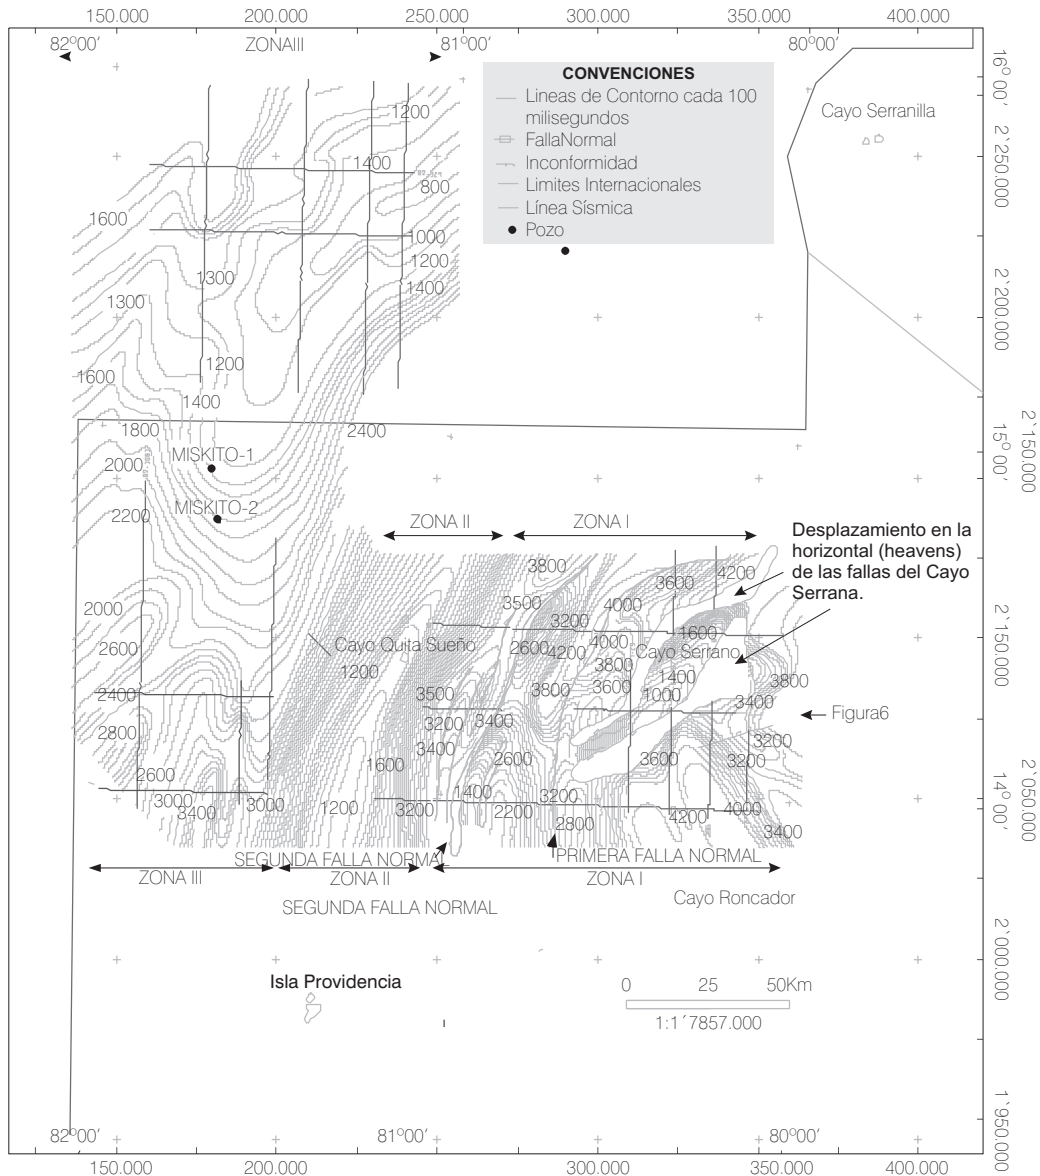 150.000 200.000 250.000 290.000 350.000 400.000
82°00' ZONAIII 81°00' 80°00'
16° 00'
CONVENCIONES
Lineas de Contorno cada 100
milisegundos
FallaNormal
Inconformidad
Limites Internacionales
Línea Sísmica
Pozo
Cayo Serranilla
2`250.000
1200
1400
800
1600
1000
1200
1300
1400
1300
2`200.000
1200
1600
1400
1800
2400
2`150.000
15° 00'
2000
MISKITO-1
2200
MISKITO-2
ZONA II ZONA I
Desplazamiento en la
horizontal (heavens)
de las fallas del Cayo
Serrana.
3800
4200
3600
3500
4000
2000
3200
1600
2600
Cayo Quita Sueño
2600
4000
Cayo Serrano
2`150.000
4200
1200
3800
1400
3800
2400
3500
3800
3600
1000
3400
3200
3400
Figura6
2800
3400
3200
2600
1600
2600
3600
3200
3000
3000
1200
1400
3200
3400
3200
2200
2800
4200
4000
3400
14° 00'
2`050.000
SEGUNDA FALLA NORMAL
PRIMERA FALLA NORMAL
ZONA III ZONA II ZONA I
SEGUNDA FALLA NORMAL
Cayo Roncador
2`000.000
Isla Providencia
0 25 50Km
1:1´7857.000
1`950.000
82°00' 81°00' 80°00'
150.000 200.000 250.000 300.000 350.000 400.000